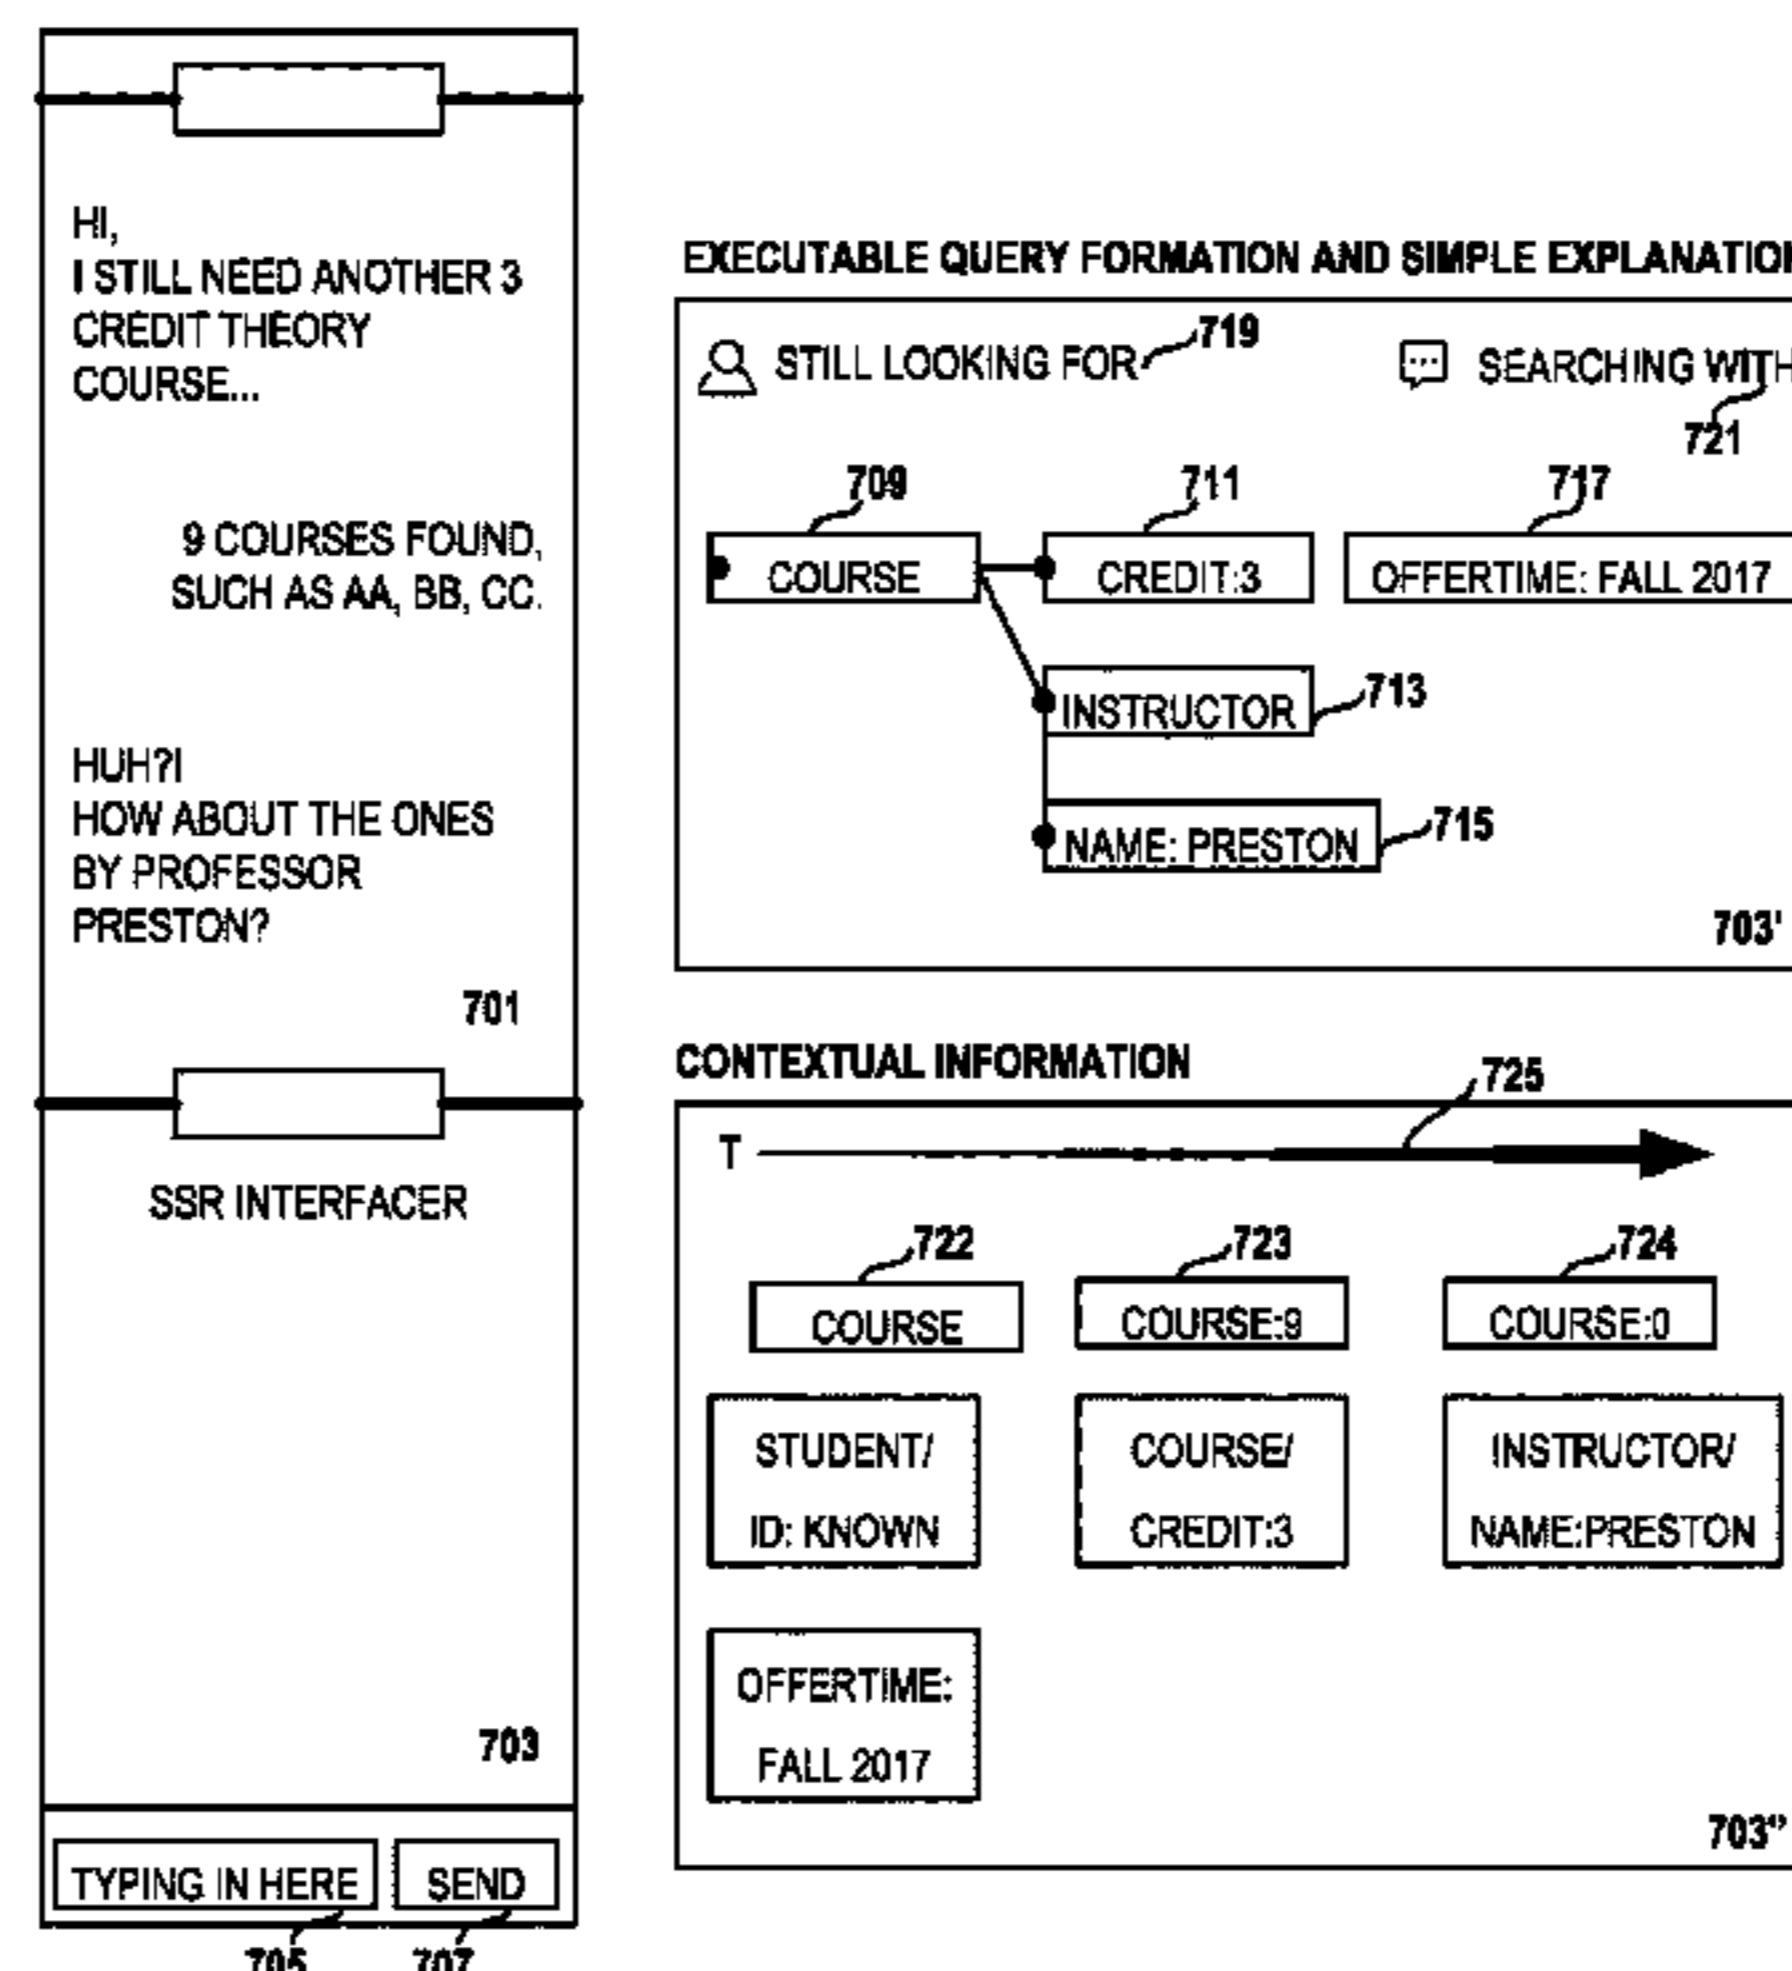 HI,
I STILL NEED ANOTHER 3
CREDIT THEORY
COURSE...
9 COURSES FOUND,
SUCH AS AA, BB, CC.
HUH?I
HOW ABOUT THE ONES
BY PROFESSOR
PRESTON?
701
SSR INTERFACER
703
TYPING IN HERE
SEND
705
707
EXECUTABLE QUERY FORMATION AND SIMPLE EXPLANATION
STILL LOOKING FOR
719
SEARCHING WITH
721
709
711
717
COURSE
CREDIT:3
OFFERTIME: FALL 2017
INSTRUCTOR
713
NAME: PRESTON
715
703'
CONTEXTUAL INFORMATION
725
T
722
723
724
COURSE
COURSE:9
COURSE:0
STUDENT/
ID: KNOWN
COURSE/
CREDIT:3
INSTRUCTOR/
NAME:PRESTON
OFFERTIME:
FALL 2017
703"